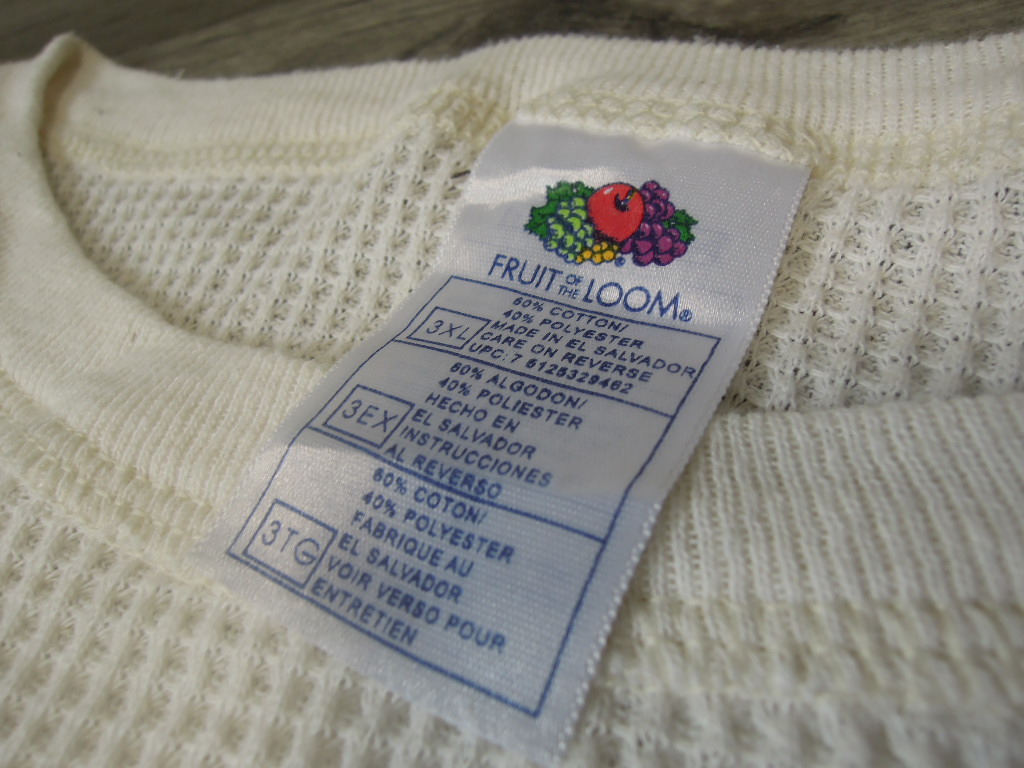 FRUIT OF THE LOOM®
60% COTTON/
40% POLYESTER
3XL
MADE IN EL SALVADOR
CARE ON REVERSE
UPC: 7 6125329462
60% ALGODON/
40% POLIESTER
3EX
HECHO EN
EL SALVADOR
INSTRUCCIONES
AL REVERSO
60% COTON/
40% POLYESTER
FABRIQUE AU
3TG
EL SALVADOR
VOIR VERSO POUR
ENTRETIEN